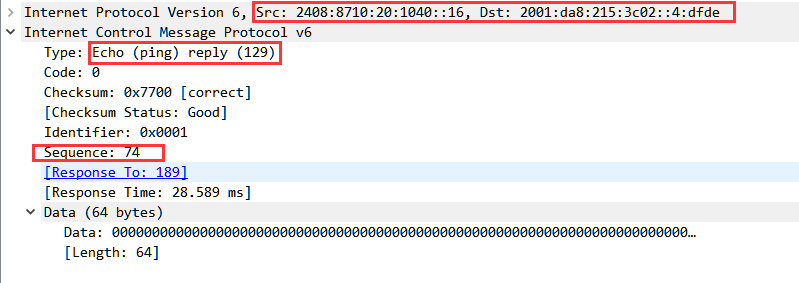 Internet Protocol Version 6, Src: 2408:8710:20:1040::16, Dst: 2001:da8:215:3c02::4:dfde
Internet Control Message Protocol v6
Type: Echo (ping) reply (129)
Code: 0
Checksum: 0x7700 [correct]
[Checksum Status: Good]
Identifier: 0x0001
Sequence: 74
[Response To: 189]
[Response Time: 28.589 ms]
Data (64 bytes)
Data: 000000000000000000000000000000000000000000000000000000000000000000000000…
[Length: 64]